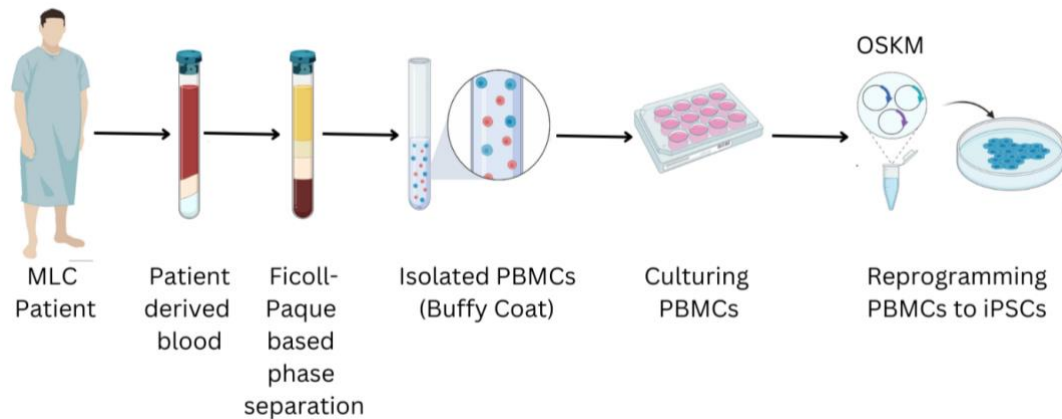 OSKM
MLC
Patient
Patient
derived
blood
Ficoll-
Paque
based
phase
separation
Isolated PBMCs
(Buffy Coat)
Culturing
PBMCs
Reprogramming
PBMCs to iPSCs